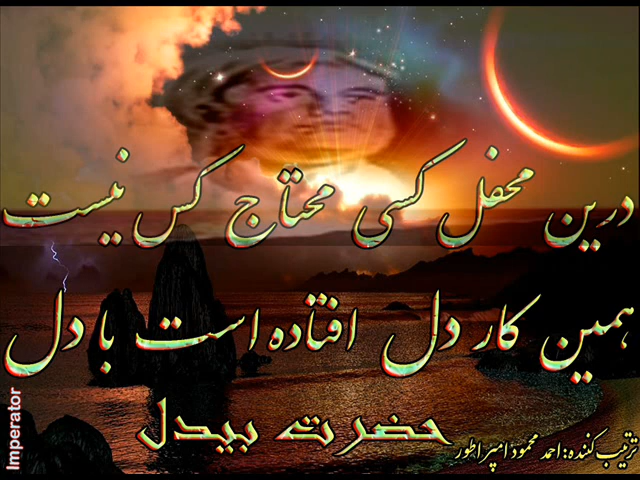 درین محفل کسی محتاج کس نیست
همین کار دل افتاده است با دل
حضرت بیدل
ترتیب کننده: احمد محمود امپراطور
Imperator